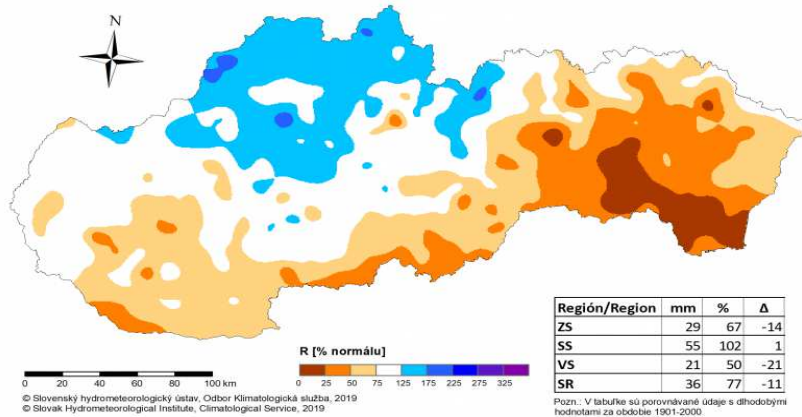 N
Región/Region mm % Δ
ZS 29 67 -14
SS 55 102 1
VS 21 50 -21
SR 36 77 -11
R [% normálu]
0 25 50 75 125 175 225 275 325
0 20 40 60 80 100 km
© Slovenský hydrometeorologický ústav, Odbor Klimatologická služba, 2019
© Slovak Hydrometeorological Institute, Climatological Service, 2019
Pozn.: V tabuľke sú porovnávané údaje s dlhodobými
hodnotami za obdobie 1901-2000.